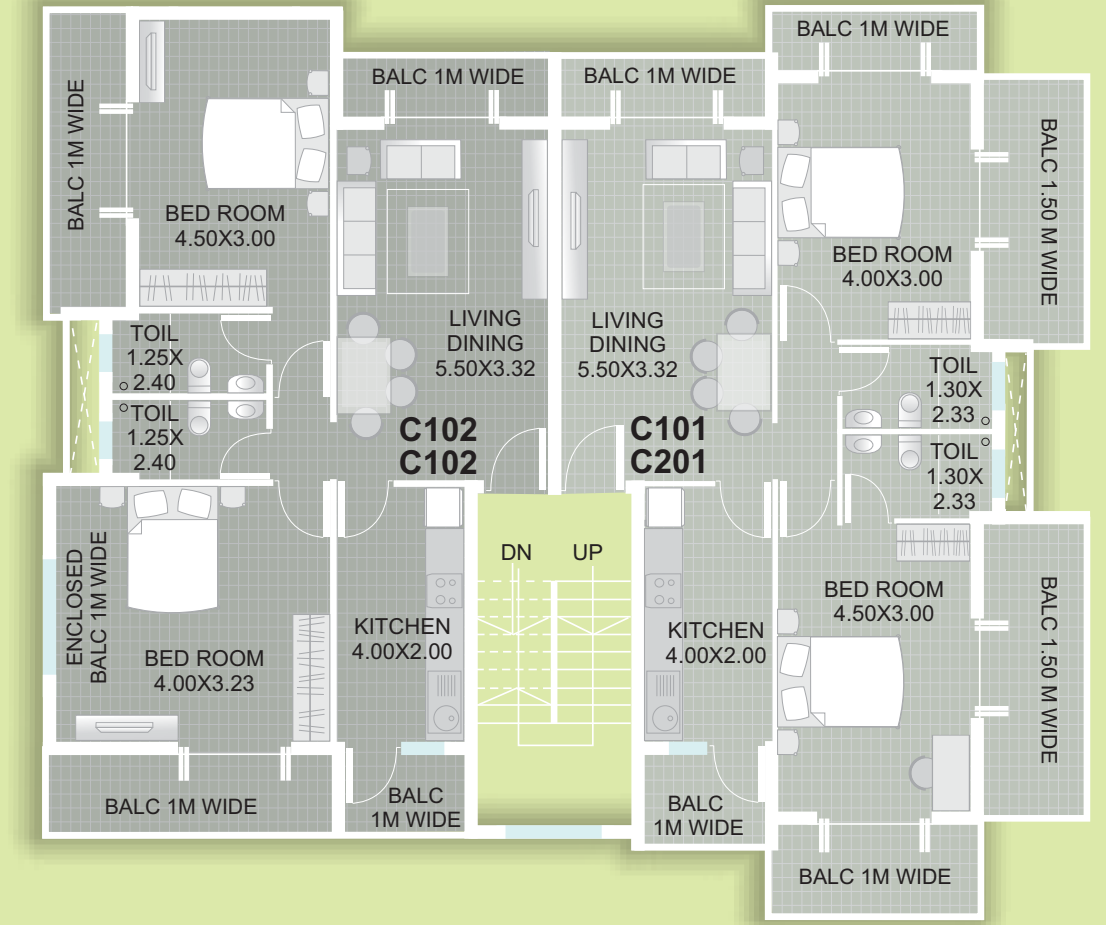 BALC 1M WIDE
BALC 1M WIDE
BALC 1M WIDE
BALC 1M WIDE
BED ROOM
4.50X3.00
BALC 1.50 M WIDE
BED ROOM
4.00X3.00
LIVING
DINING
5.50X3.32
LIVING
DINING
5.50X3.32
TOIL
1.25X
2.40
TOIL
1.25X
2.40
C102
C102
C101
C201
TOIL
1.30X
2.33
TOIL
1.30X
2.33
DN
UP
ENCLOSED
BALC 1M WIDE
BED ROOM
4.00X3.23
KITCHEN
4.00X2.00
KITCHEN
4.00X2.00
BED ROOM
4.50X3.00
BALC 1.50 M WIDE
BALC 1M WIDE
BALC
1M WIDE
BALC
1M WIDE
BALC 1M WIDE